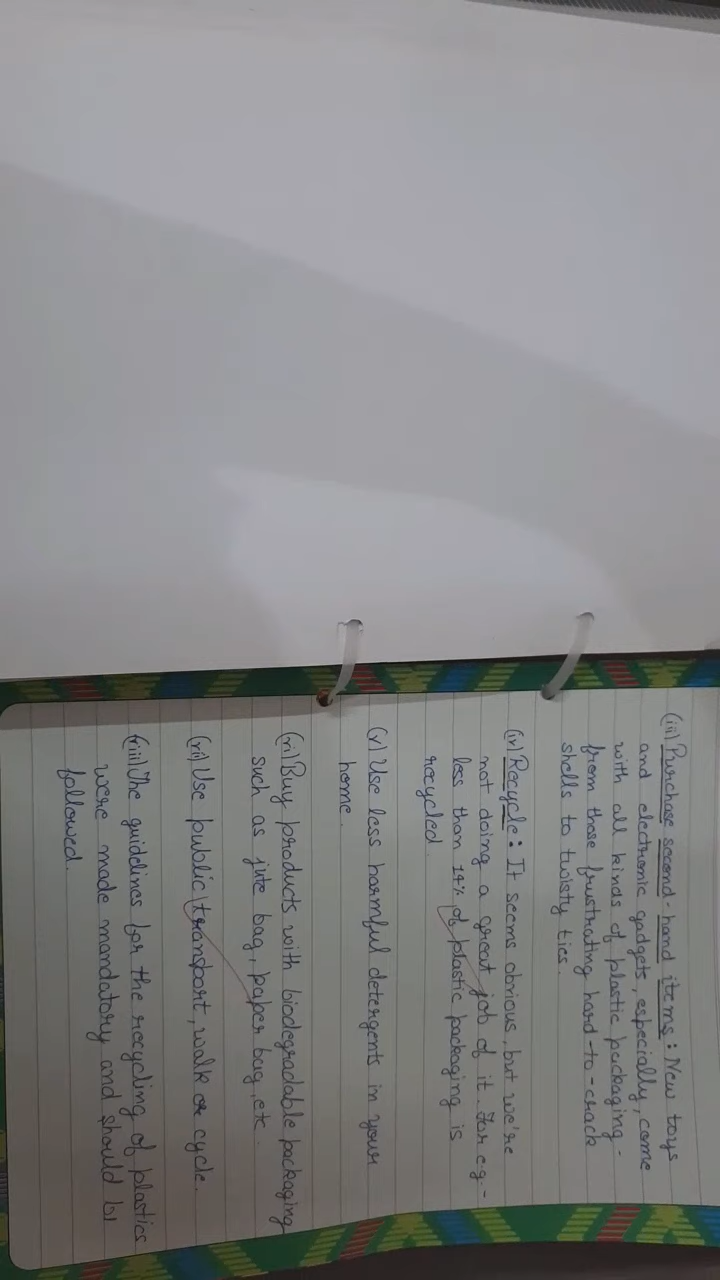 (iii) Purchase second-hand items: New toys
and electronic gadgets, especially, come
with all kinds of plastic packaging -
from those frustrating hard-to-crack
shells to twisty ties.
(iv) Recycle: It seems obvious, but we're
not doing a great job of it. For e.g.-
less than 14% of plastic packaging is
recycled.
(v) Use less harmful detergents in your
home.
(vi) Buy products with biodegradable packaging
such as jute bag, paper bag, etc.
(vii) Use public transport, walk or cycle.
(viii) The guidelines for the recycling of plastics
were made mandatory and should be
followed.